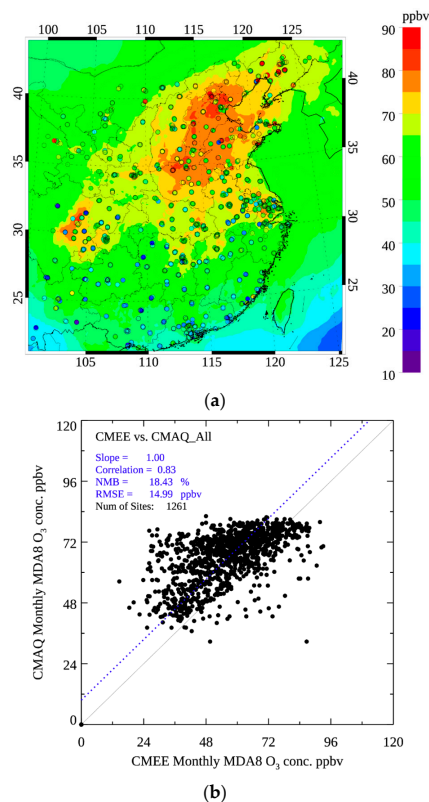 ppbv
100 105 110 115 120 125
90
80
70
60
50
40
30
20
10
40
35
30
25
40
35
30
25
105 110 115 120 125
(a)
120
96
72
48
24
0
CMEE vs. CMAQ_All
Slope = 1.00
Correlation = 0.83
NMB = 18.43 %
RMSE = 14.99 ppbv
Num of Sites: 1261
CMAQ Monthly MDA8 O3 conc. ppbv
0 24 48 72 96 120
CMEE Monthly MDA8 O3 conc. ppbv
(b)